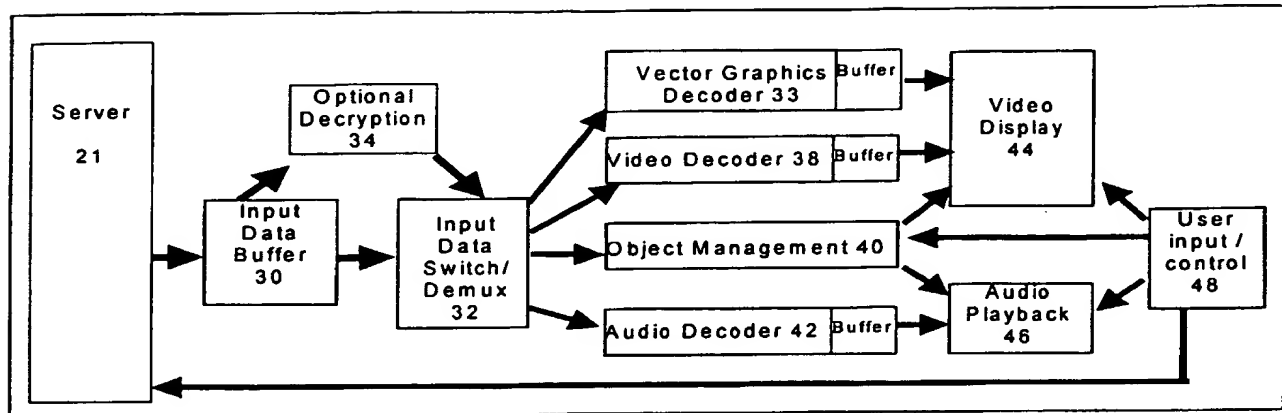 Server
21
Optional
Decryption
34
Input
Data
Buffer
30
Input
Data
Switch/
Demux
32
Vector Graphics
Decoder 33
Buffer
Video Decoder 38
Buffer
Object Management 40
Audio Decoder 42
Buffer
Video
Display
44
Audio
Playback
46
User
input /
control
48